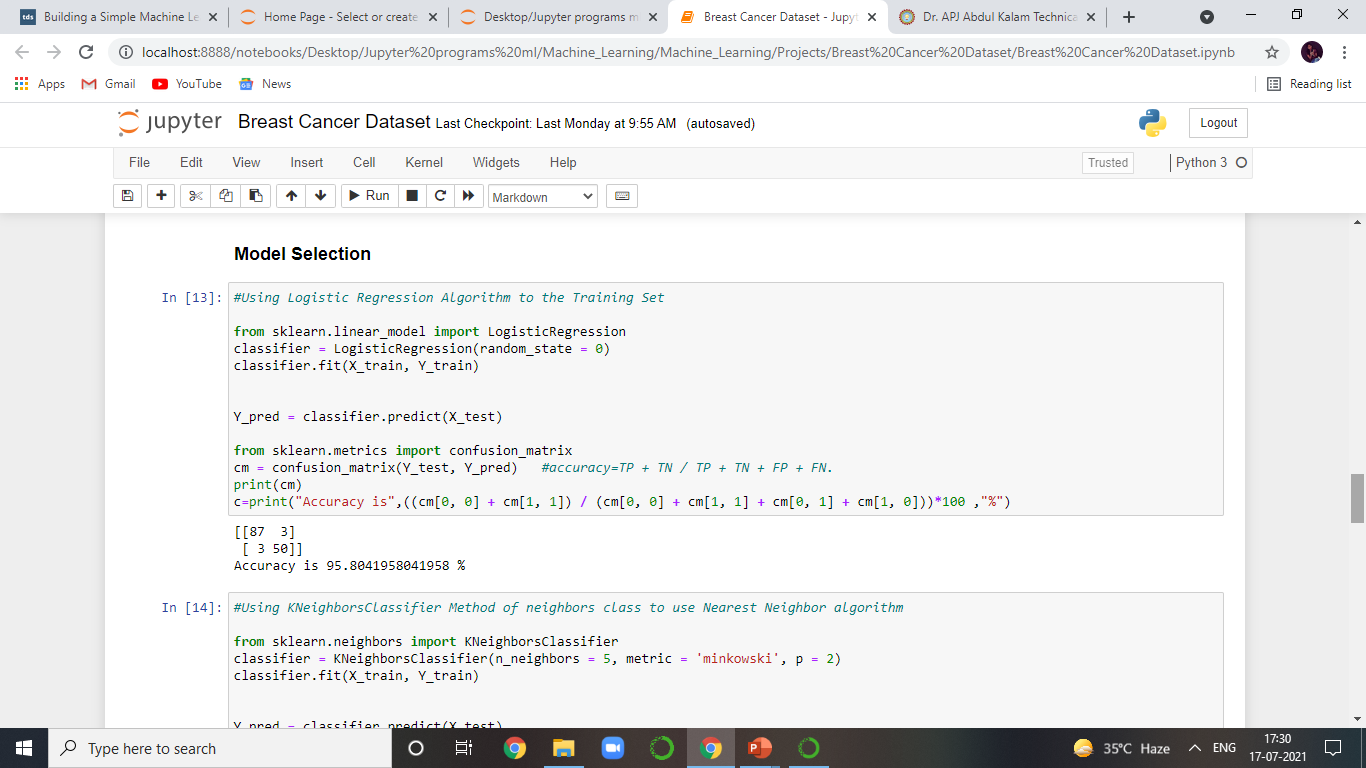 Building a Simple Machine Le
Home Page - Select or create
Desktop/Jupyter programs m
Breast Cancer Dataset - Jupyt
Dr. APJ Abdul Kalam Technica
localhost:8888/notebooks/Desktop/Jupyter%20programs%20ml/Machine_Learning/Machine_Learning/Projects/Breast%20Cancer%20Dataset/Breast%20Cancer%20Dataset.ipynb
Apps Gmail YouTube News Reading list
jupyter Breast Cancer Dataset Last Checkpoint: Last Monday at 9:55 AM (autosaved) Logout
File Edit View Insert Cell Kernel Widgets Help Trusted Python 3
Run Markdown
Model Selection
In [13]: #Using Logistic Regression Algorithm to the Training Set
from sklearn.linear_model import LogisticRegression
classifier = LogisticRegression(random_state = 0)
classifier.fit(X_train, Y_train)
Y_pred = classifier.predict(X_test)
from sklearn.metrics import confusion_matrix
cm = confusion_matrix(Y_test, Y_pred) #accuracy=TP + TN / TP + TN + FP + FN.
print(cm)
c=print("Accuracy is",((cm[0, 0] + cm[1, 1]) / (cm[0, 0] + cm[1, 1] + cm[0, 1] + cm[1, 0]))*100 ,"%")
[[87 3]
[ 3 50]]
Accuracy is 95.8041958041958 %
In [14]: #Using KNeighborsClassifier Method of neighbors class to use Nearest Neighbor algorithm
from sklearn.neighbors import KNeighborsClassifier
classifier = KNeighborsClassifier(n_neighbors = 5, metric = 'minkowski', p = 2)
classifier.fit(X_train, Y_train)
Y_pred = classifier.predict(X_test)
Type here to search
35°C Haze
ENG
17:30
17-07-2021